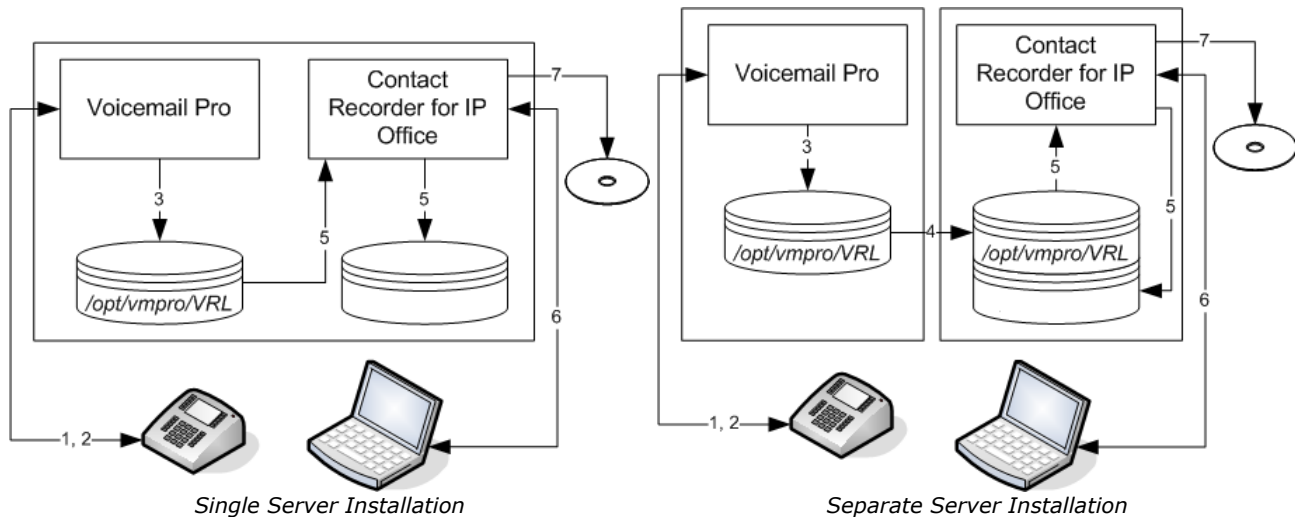 Voicemail Pro
Contact
Recorder for IP
Office
7
3
5
5
/opt/vmpro/VRL
6
1, 2
Single Server Installation
Voicemail Pro
Contact
Recorder for IP
Office
7
3
5
5
4
/opt/vmpro/VRL
/opt/vmpro/VRL
6
1, 2
Separate Server Installation